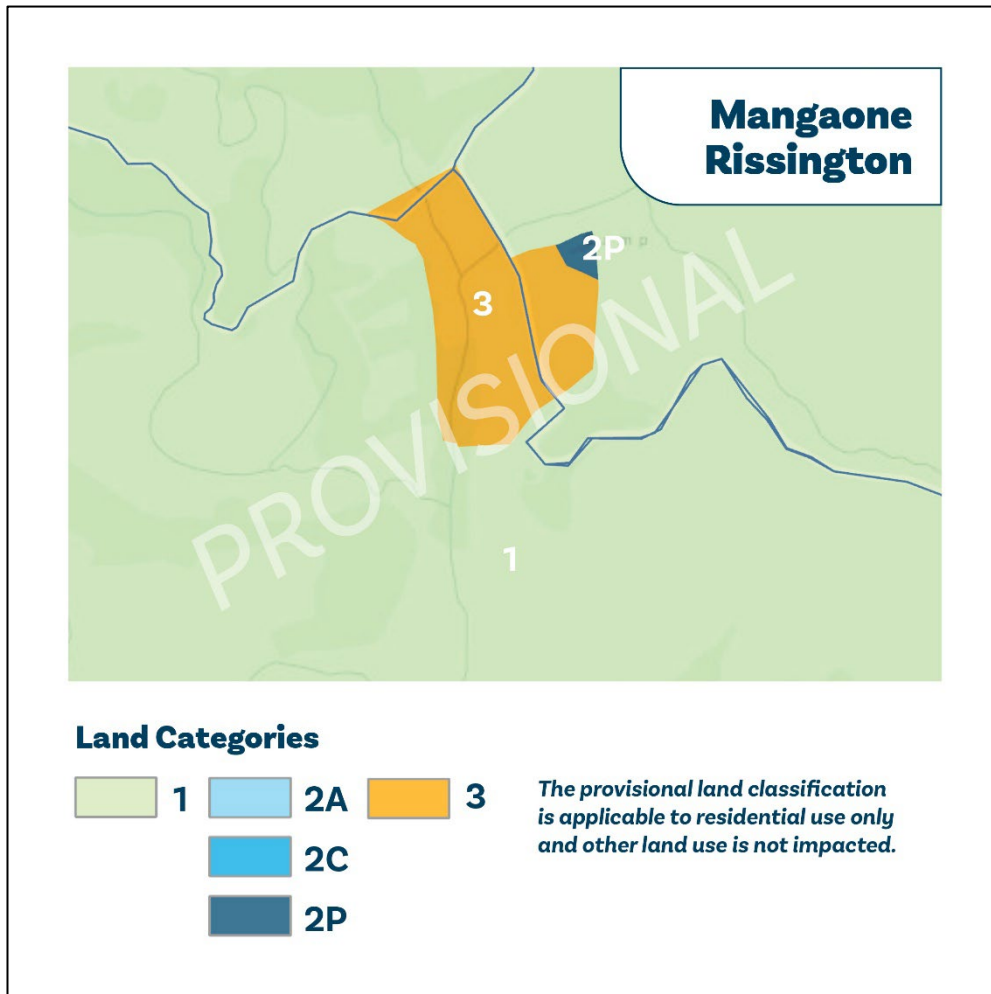 Mangaone
Rissington
2P
3
PROVISIONAL
1
Land Categories
1
2A
3
2C
2P
The provisional land classification
is applicable to residential use only
and other land use is not impacted.